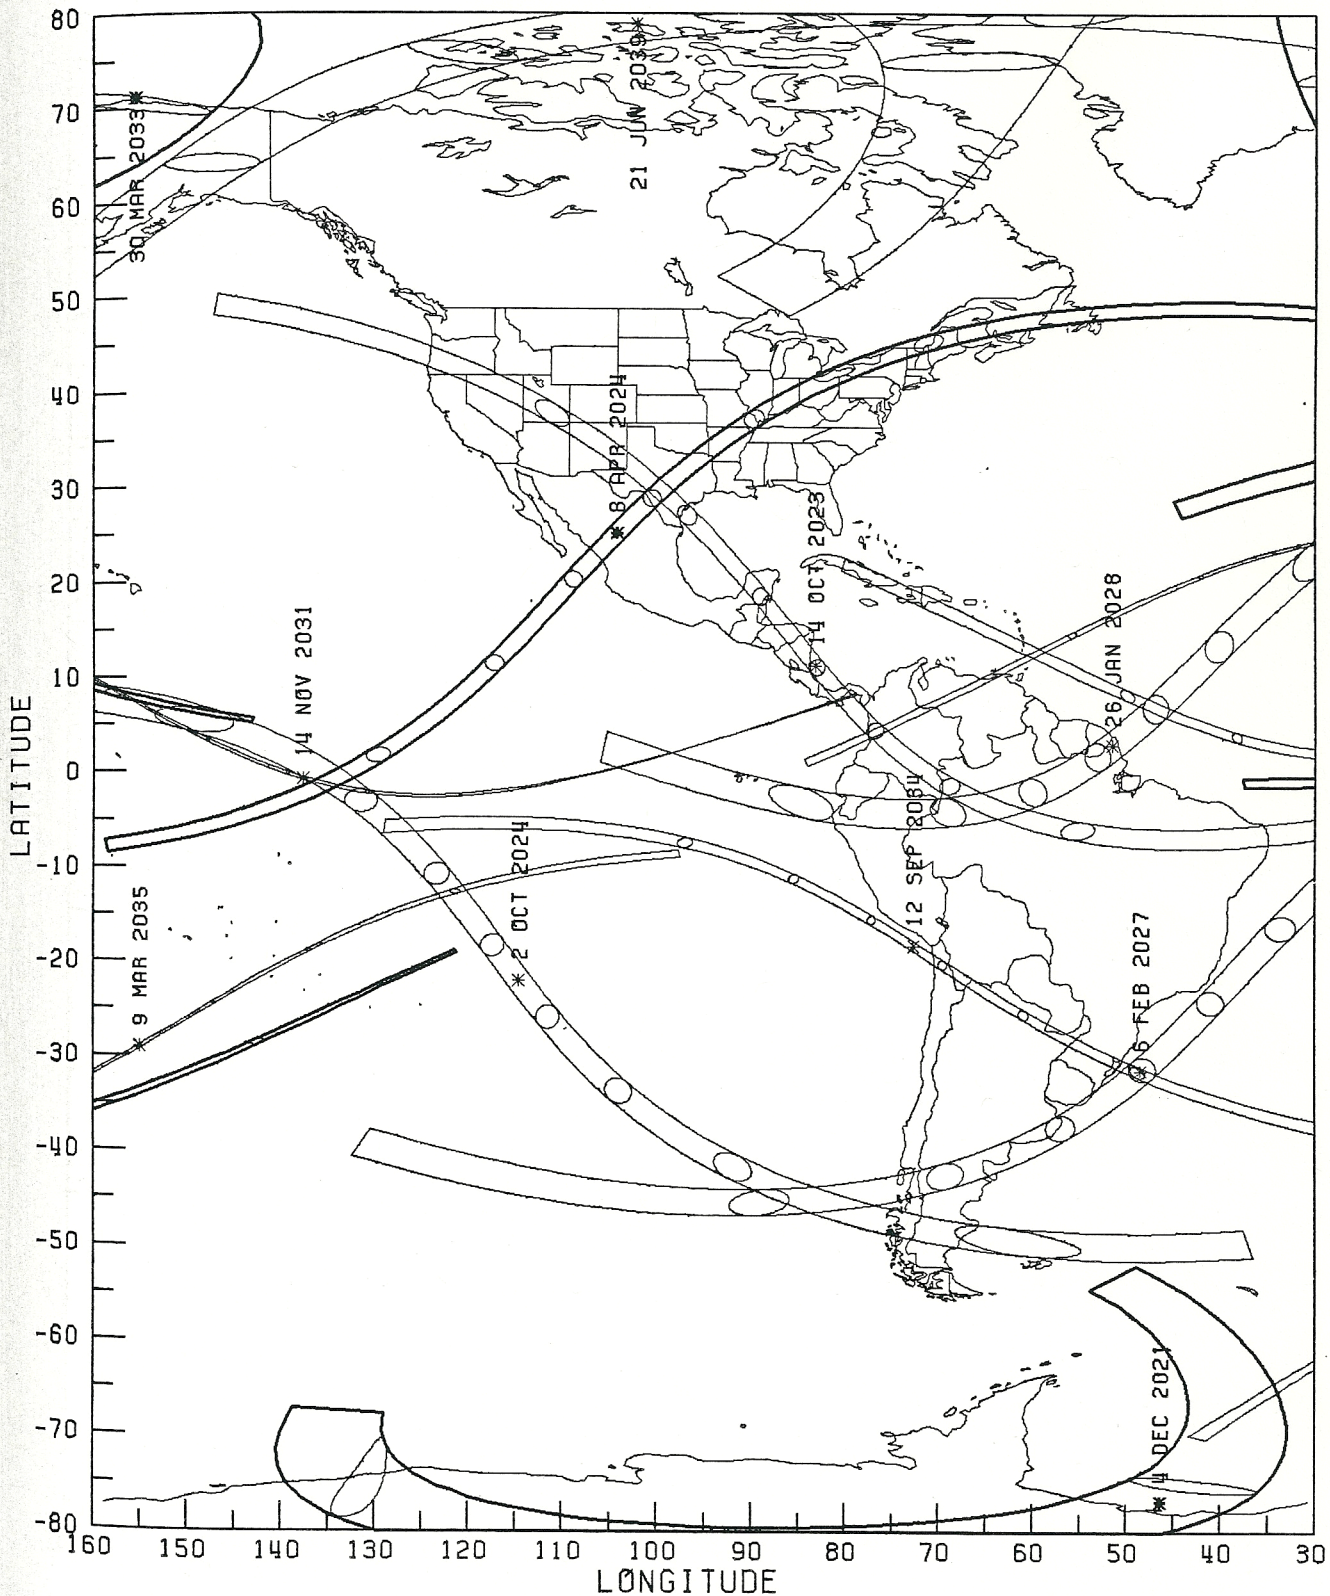 80
70
60
50
40
30
20
10
0
-10
-20
-30
-40
-50
-60
-70
-80
LATITUDE
160
150
140
130
120
110
100
90
80
70
60
50
40
30
LONGITUDE
30 MAR 2033
21 JUN 2039
8 APR 2024
14 OCT 2023
26 JAN 2028
14 NOV 2031
2 OCT 2024
12 SEP 2034
9 MAR 2035
6 FEB 2027
4 DEC 2021